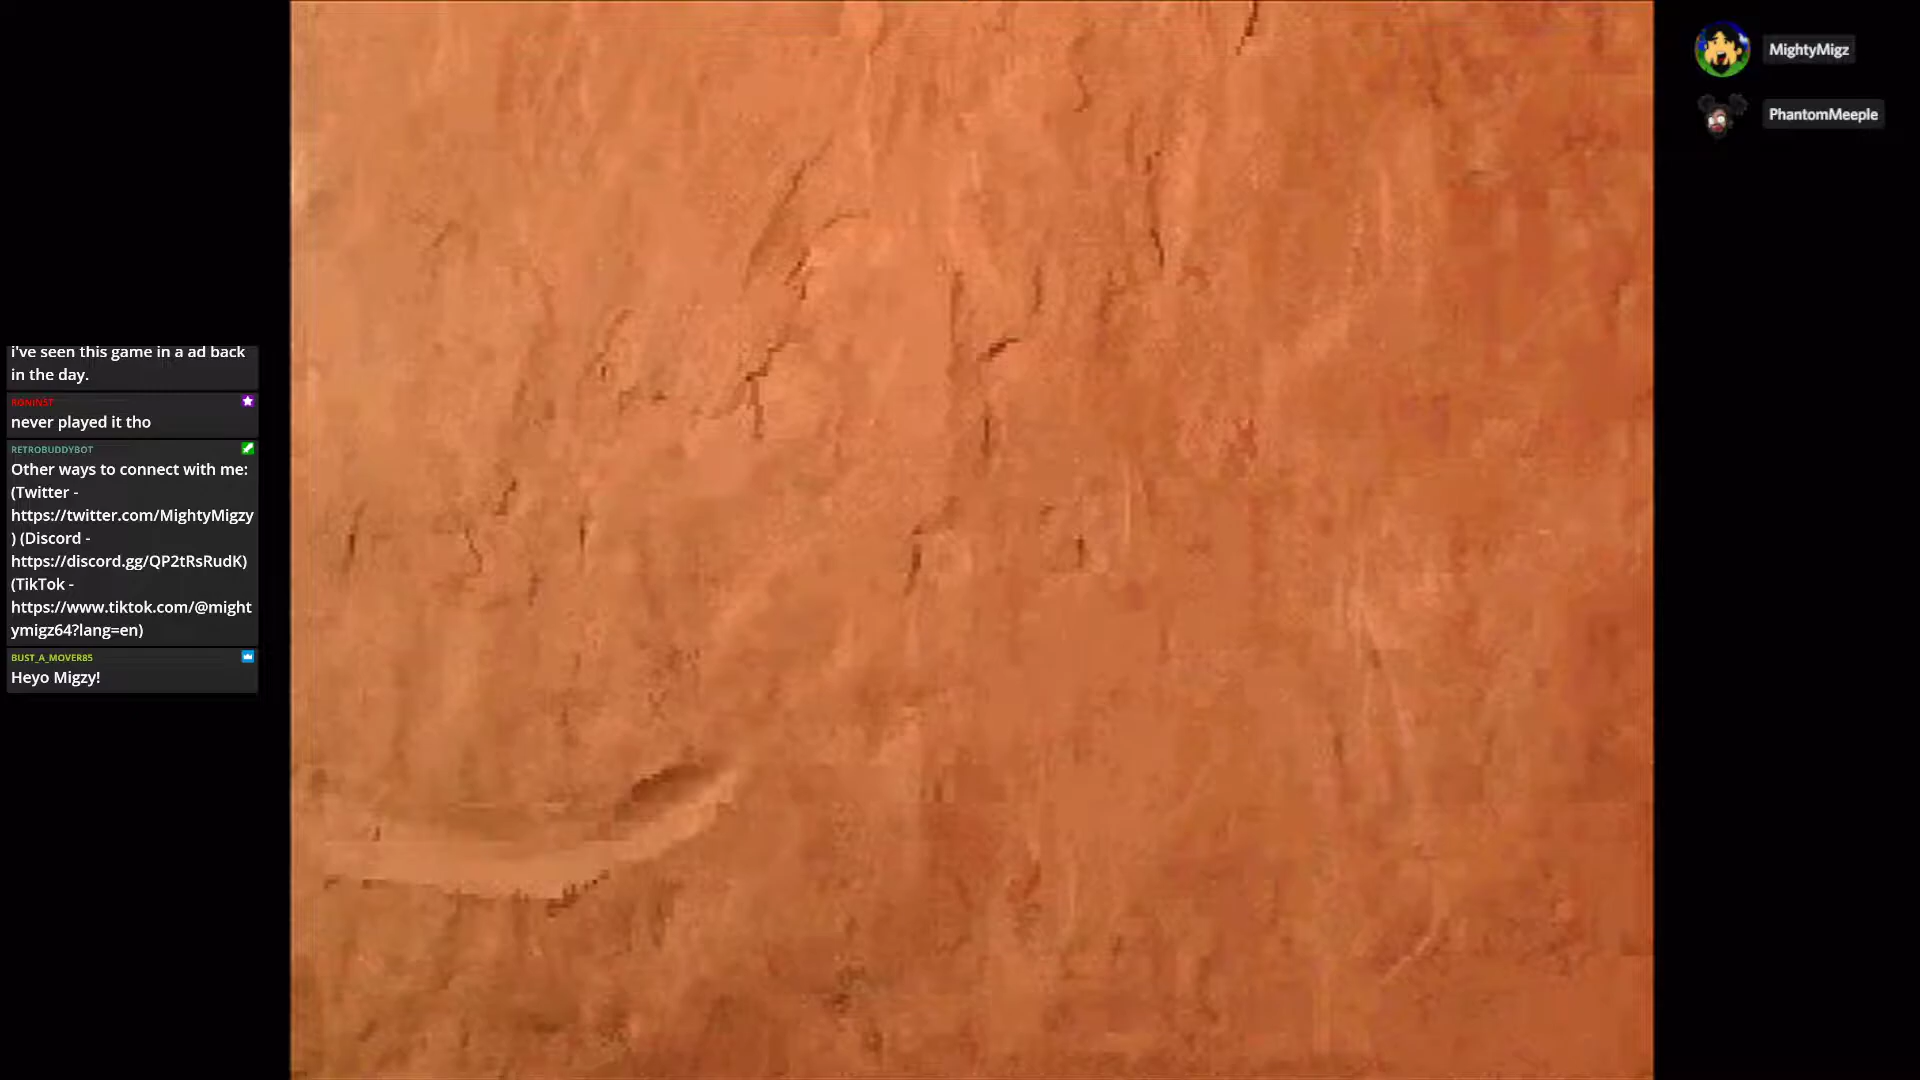 MightyMigz
PhantomMeeple
i've seen this game in a ad back
in the day.
RONINST
never played it tho
RETROBUDDYBOT
Other ways to connect with me:
(Twitter -
https://twitter.com/MightyMigzy
) (Discord -
https://discord.gg/QP2tRsRudK)
(TikTok -
https://www.tiktok.com/@might
ymigz64?lang=en)
BUST_A_MOVER85
Heyo Migzy!